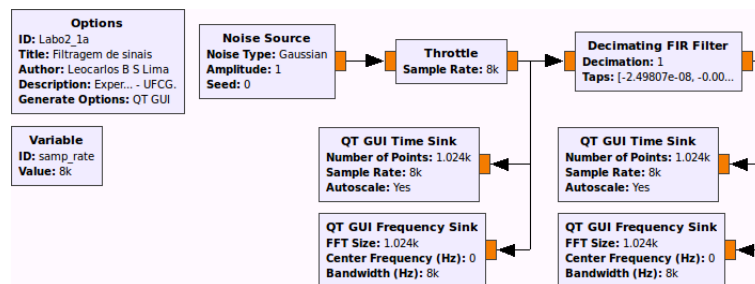 Options
ID: Labo2_1a
Title: Filtragem de sinais
Author: Leocarlos B S Lima
Description: Exper... - UFCG.
Generate Options: QT GUI
Variable
ID: samp_rate
Value: 8k
Noise Source
Noise Type: Gaussian
Amplitude: 1
Seed: 0
Throttle
Sample Rate: 8k
Decimating FIR Filter
Decimation: 1
Taps: [-2.49807e-08, -0.00...
QT GUI Time Sink
Number of Points: 1.024k
Sample Rate: 8k
Autoscale: Yes
QT GUI Time Sink
Number of Points: 1.024k
Sample Rate: 8k
Autoscale: Yes
QT GUI Frequency Sink
FFT Size: 1.024k
Center Frequency (Hz): 0
Bandwidth (Hz): 8k
QT GUI Frequency Sink
FFT Size: 1.024k
Center Frequency (Hz): 0
Bandwidth (Hz): 8k